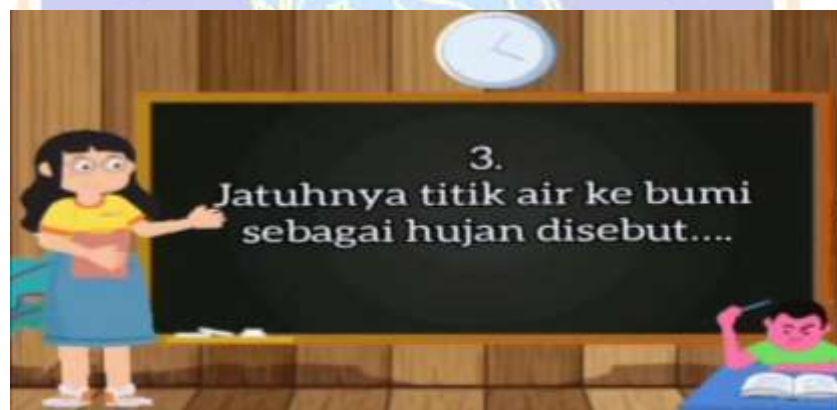 3.
Jatuhnya titik air ke bumi
sebagai hujan disebut....